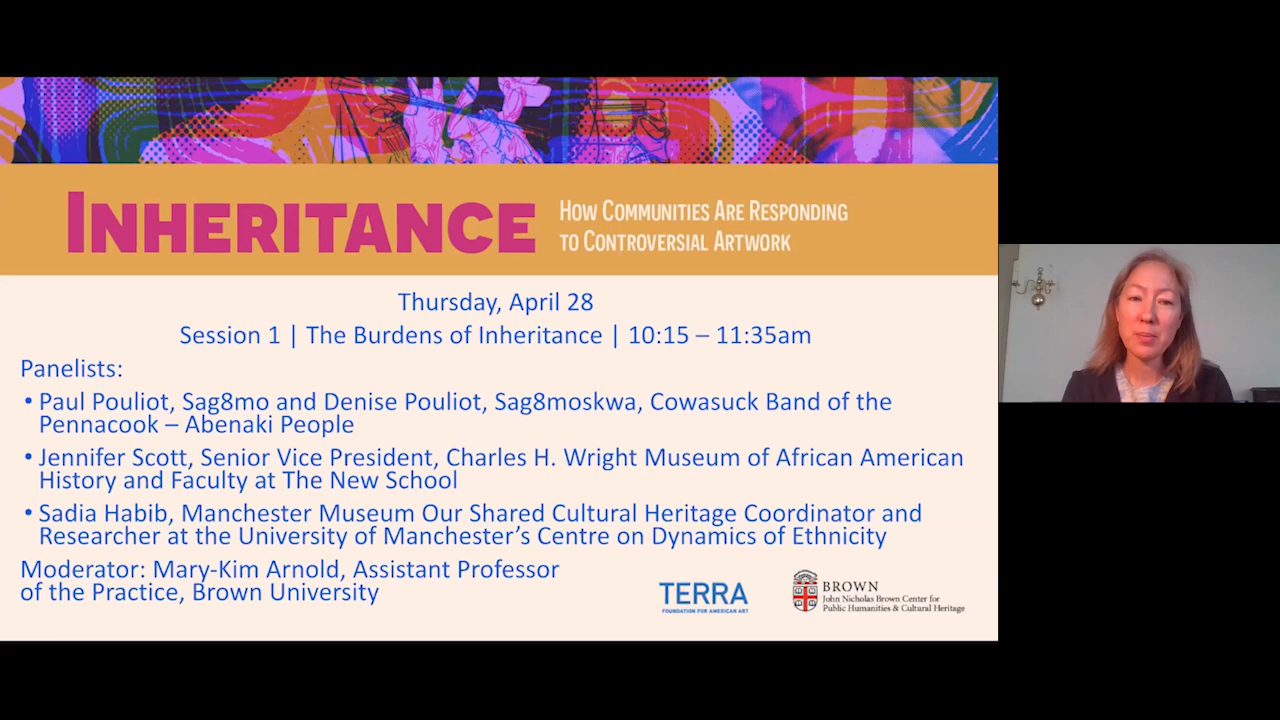 INHERITANCE
HOW COMMUNITIES ARE RESPONDING
TO CONTROVERSIAL ARTWORK
Thursday, April 28
Session 1 | The Burdens of Inheritance | 10:15 – 11:35am
Panelists:
• Paul Pouliot, Sag8mo and Denise Pouliot, Sag8moskwa, Cowasuck Band of the
Pennacook – Abenaki People
• Jennifer Scott, Senior Vice President, Charles H. Wright Museum of African American
History and Faculty at The New School
• Sadia Habib, Manchester Museum Our Shared Cultural Heritage Coordinator and
Researcher at the University of Manchester's Centre on Dynamics of Ethnicity
Moderator: Mary-Kim Arnold, Assistant Professor
of the Practice, Brown University
TERRA
FOUNDATION FOR AMERICAN ART
BROWN
John Nicholas Brown Center for
Public Humanities & Cultural Heritage